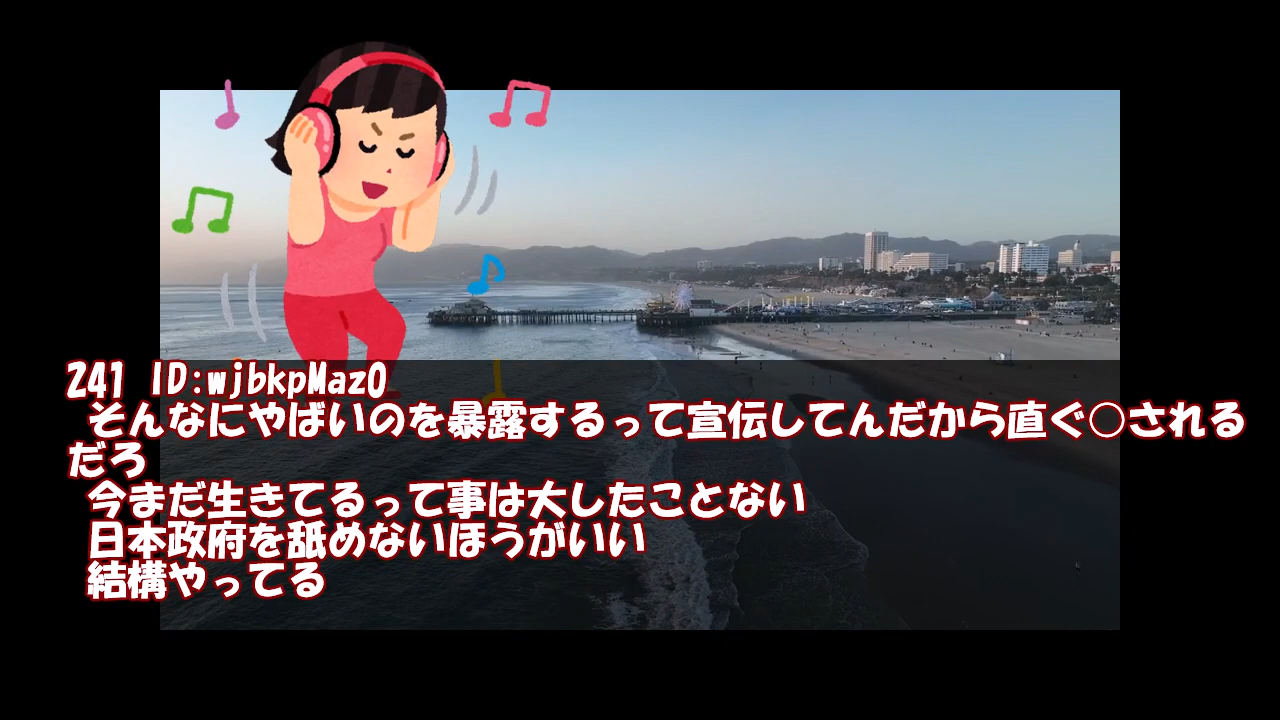 241 ID:wjbkpMaz0
そんなにやばいのを暴露するって宣伝してんだから直ぐ○される
だろ
今まだ生きてるって事は大したことない
日本政府を舐めないほうがいい
結構やってる